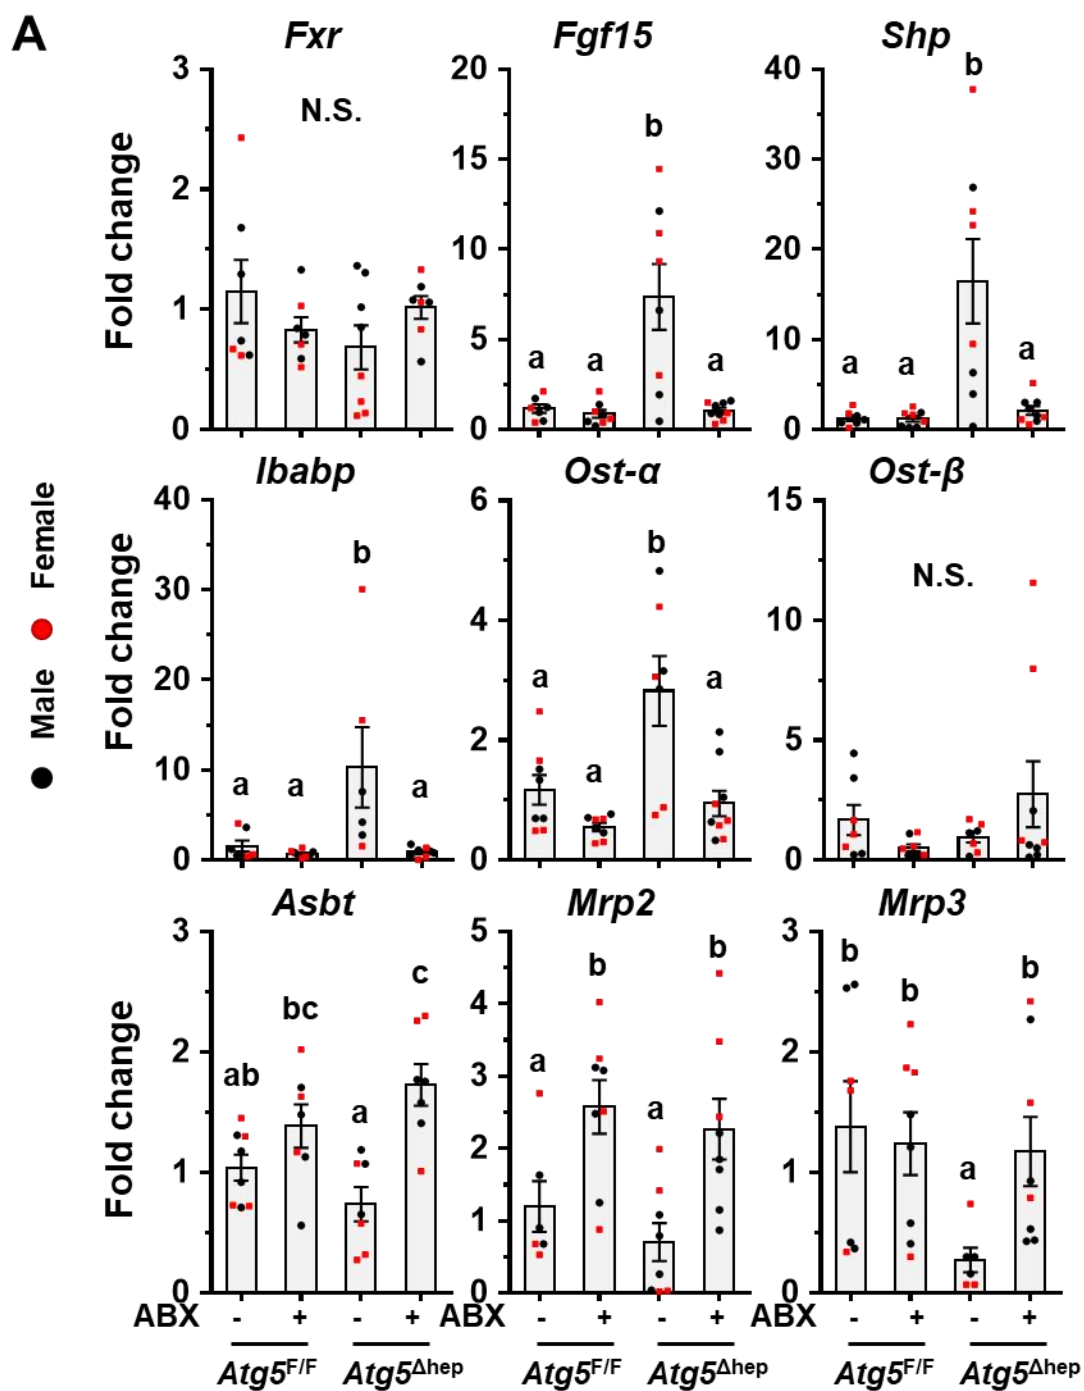 A
Fxr
Fgf15
Shp
Fold change
3
2
1
0
N.S.
20
15
10
5
0
a
a
b
a
40
30
20
10
0
a
a
b
a
Male
Female
Ibabp
Ost-α
Ost-β
Fold change
40
30
20
10
0
a
a
b
a
6
4
2
0
a
a
b
a
15
10
5
0
N.S.
Asbt
Mrp2
Mrp3
Fold change
3
2
1
0
ab
bc
a
c
5
4
3
2
1
0
a
b
a
b
3
2
1
0
b
b
a
b
ABX - + - +
ABX - + - +
- + - +
Atg5F/F Atg5Δhep
Atg5F/F Atg5Δhep
Atg5F/F Atg5Δhep